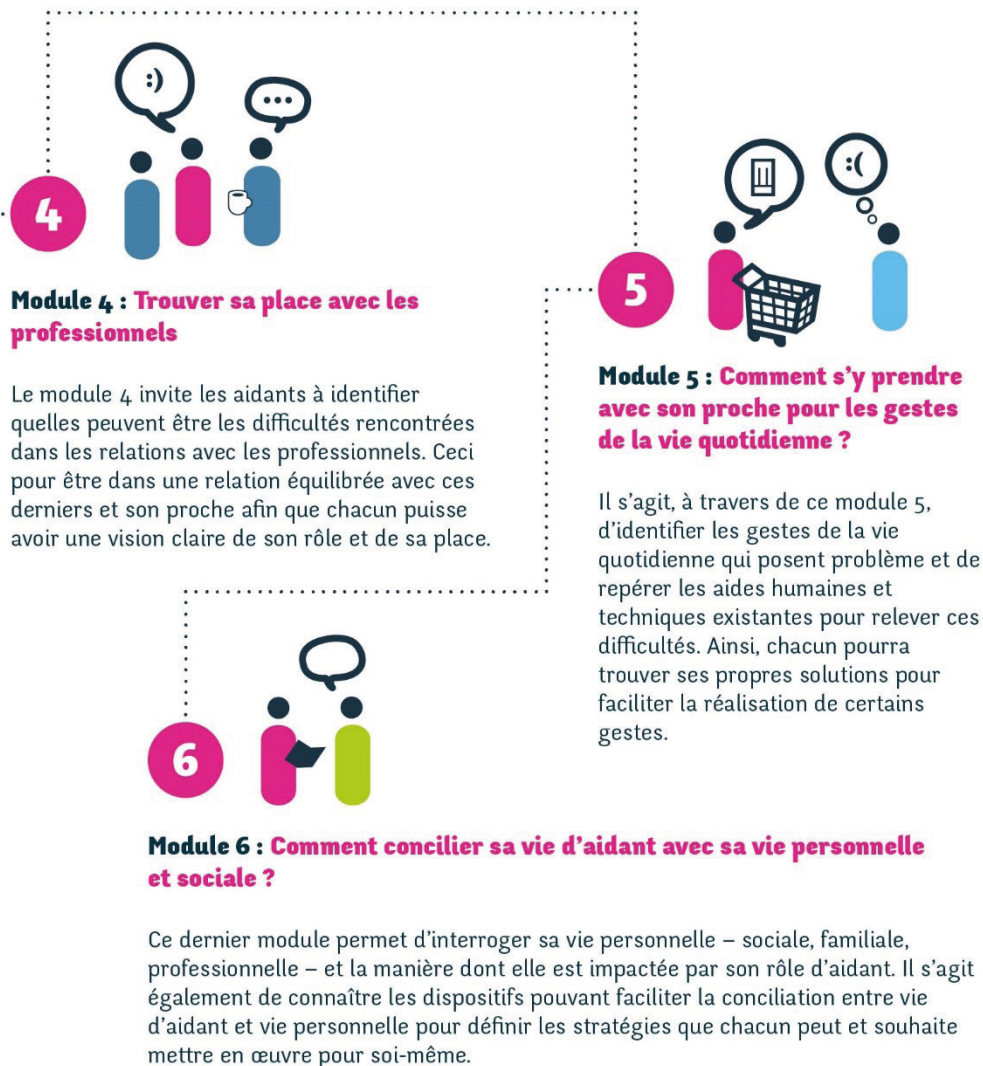 :)
4
Module 4 : Trouver sa place avec les
professionnels
Le module 4 invite les aidants à identifier
quelles peuvent être les difficultés rencontrées
dans les relations avec les professionnels. Ceci
pour être dans une relation équilibrée avec ces
derniers et son proche afin que chacun puisse
avoir une vision claire de son rôle et de sa place.
:(
5
Module 5 : Comment s’y prendre
avec son proche pour les gestes
de la vie quotidienne ?
Il s’agit, à travers de ce module 5,
d’identifier les gestes de la vie
quotidienne qui posent problème et de
repérer les aides humaines et
techniques existantes pour relever ces
difficultés. Ainsi, chacun pourra
trouver ses propres solutions pour
faciliter la réalisation de certains
gestes.
6
Module 6 : Comment concilier sa vie d’aidant avec sa vie personnelle
et sociale ?
Ce dernier module permet d’interroger sa vie personnelle – sociale, familiale,
professionnelle – et la manière dont elle est impactée par son rôle d’aidant. Il s’agit
également de connaître les dispositifs pouvant faciliter la conciliation entre vie
d’aidant et vie personnelle pour définir les stratégies que chacun peut et souhaite
mettre en œuvre pour soi-même.